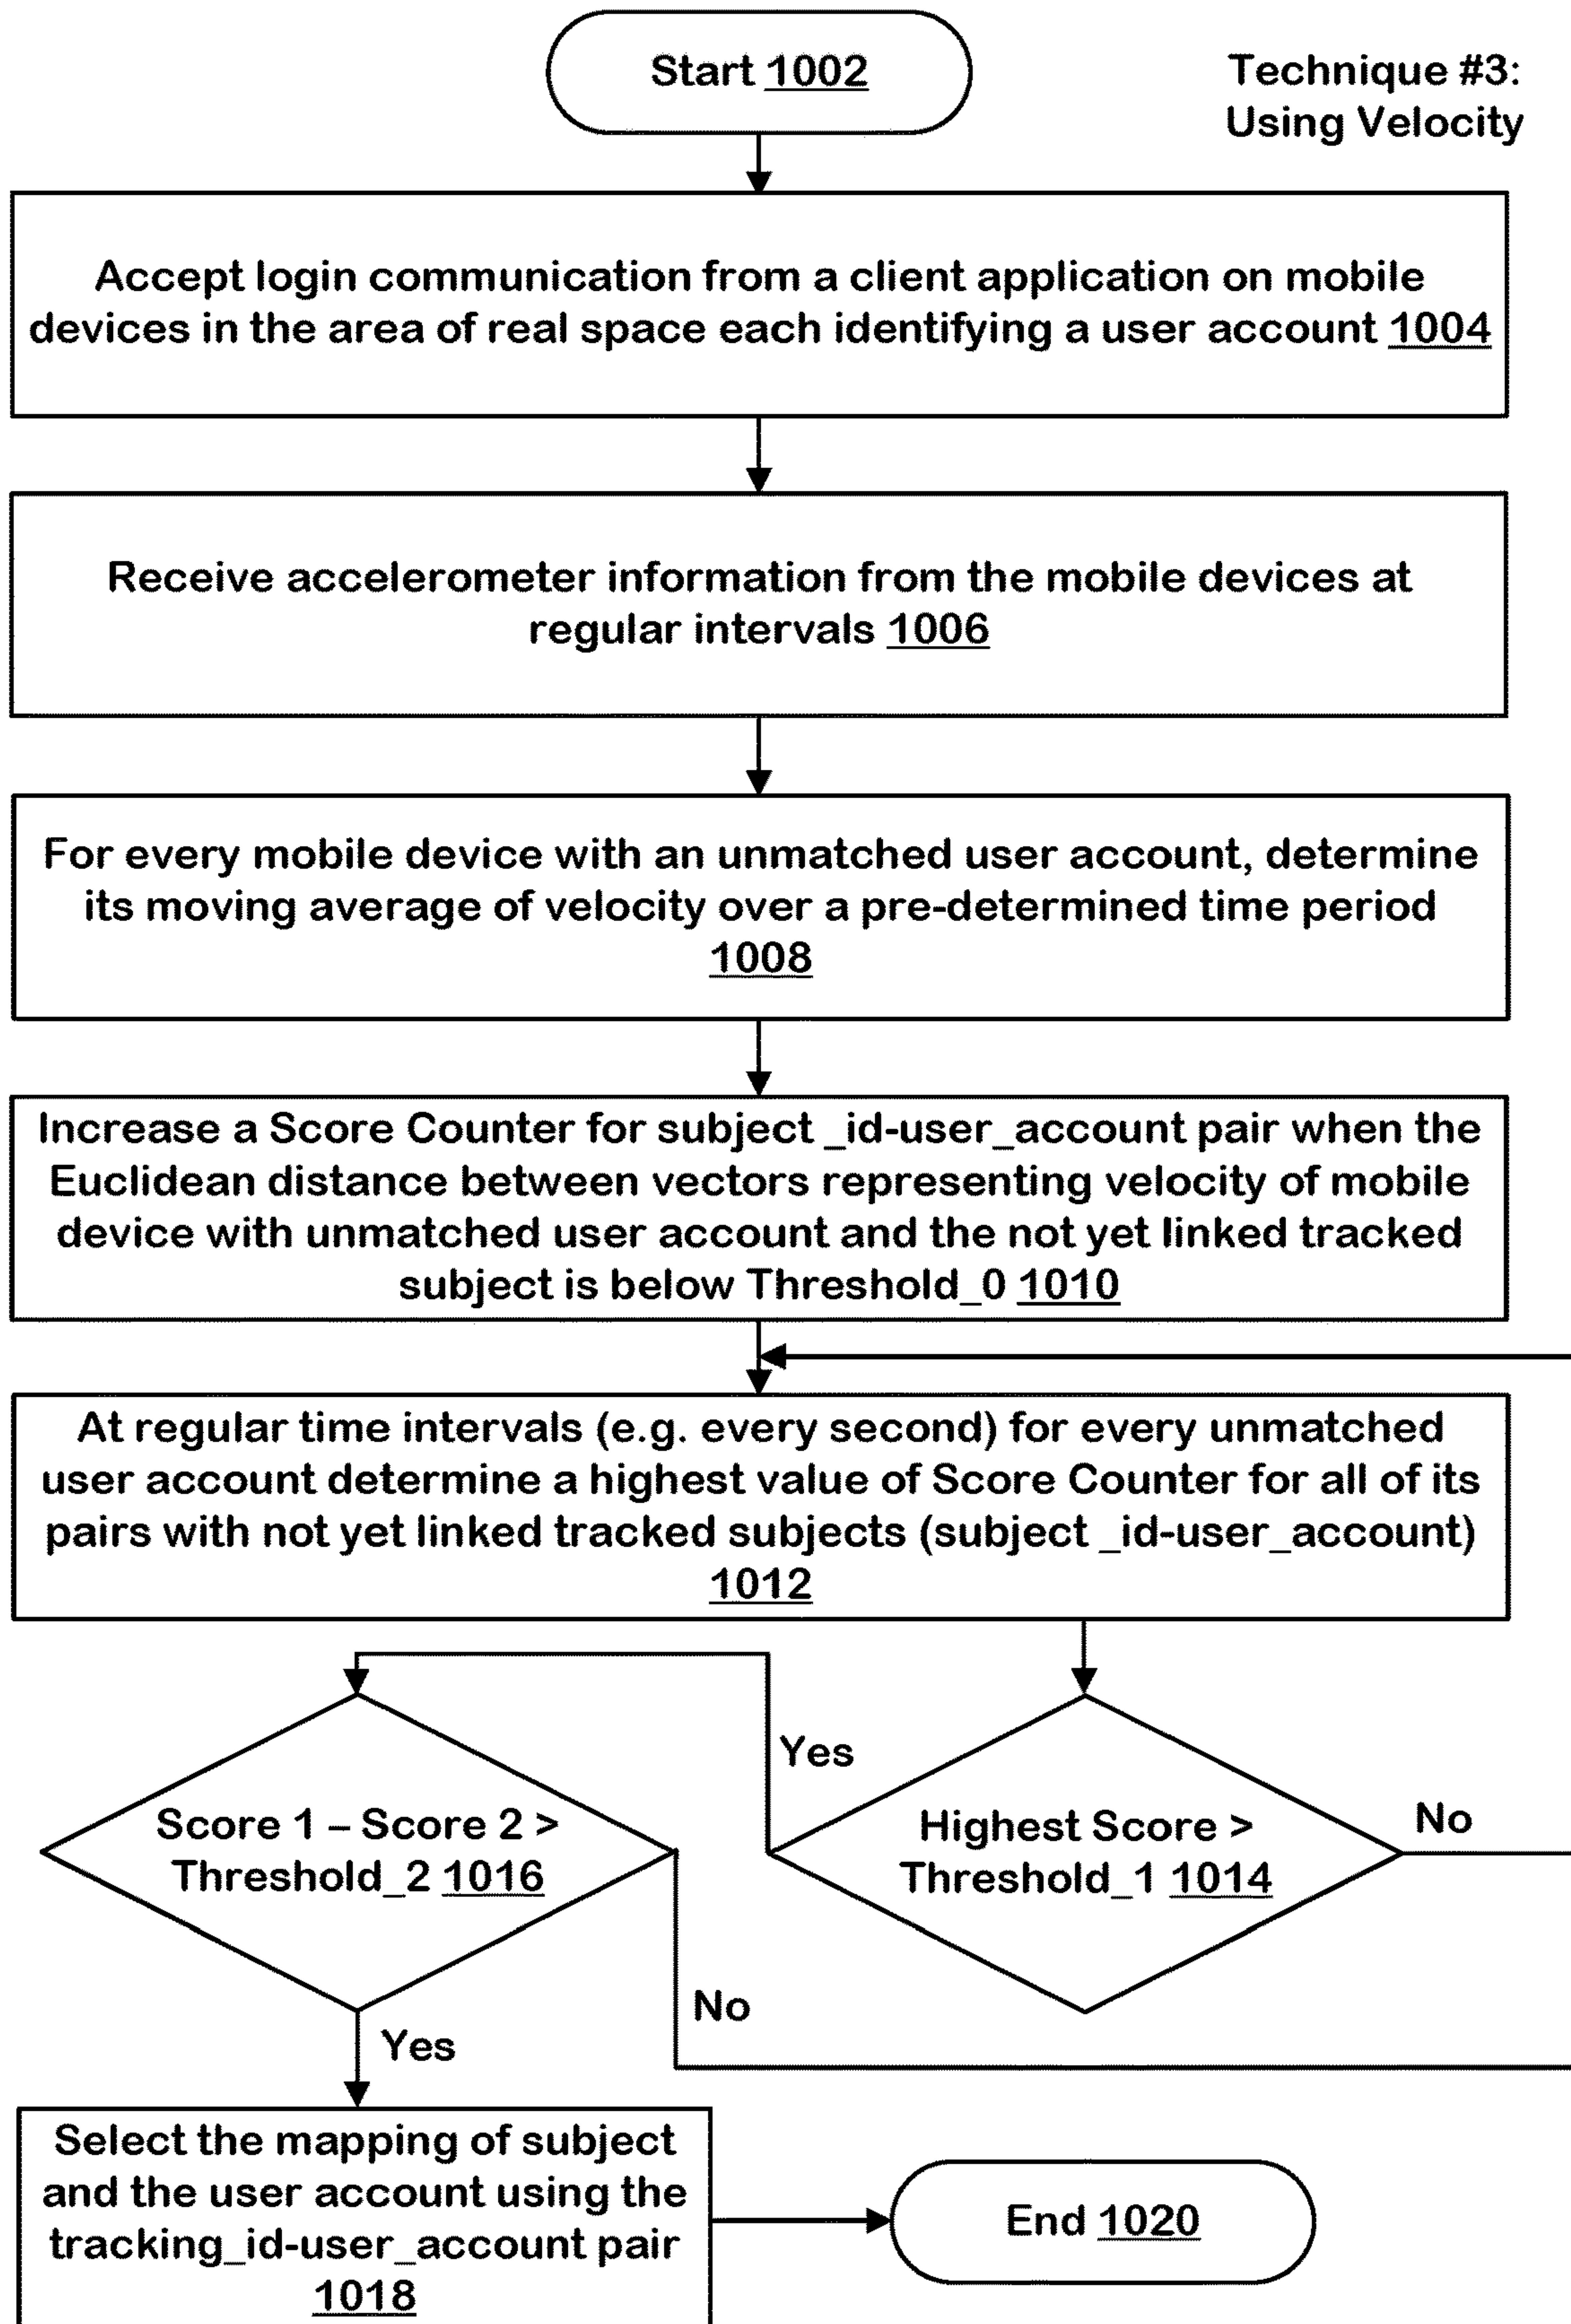 Start 1002
Technique #3:
Using Velocity
Accept login communication from a client application on mobile
devices in the area of real space each identifying a user account 1004
Receive accelerometer information from the mobile devices at
regular intervals 1006
For every mobile device with an unmatched user account, determine
its moving average of velocity over a pre-determined time period
1008
Increase a Score Counter for subject _id-user_account pair when the
Euclidean distance between vectors representing velocity of mobile
device with unmatched user account and the not yet linked tracked
subject is below Threshold_0 1010
At regular time intervals (e.g. every second) for every unmatched
user account determine a highest value of Score Counter for all of its
pairs with not yet linked tracked subjects (subject _id-user_account)
1012
Yes
Highest Score >
Threshold_1 1014
No
Score 1 – Score 2 >
Threshold_2 1016
No
Yes
Select the mapping of subject
and the user account using the
tracking_id-user_account pair
1018
End 1020